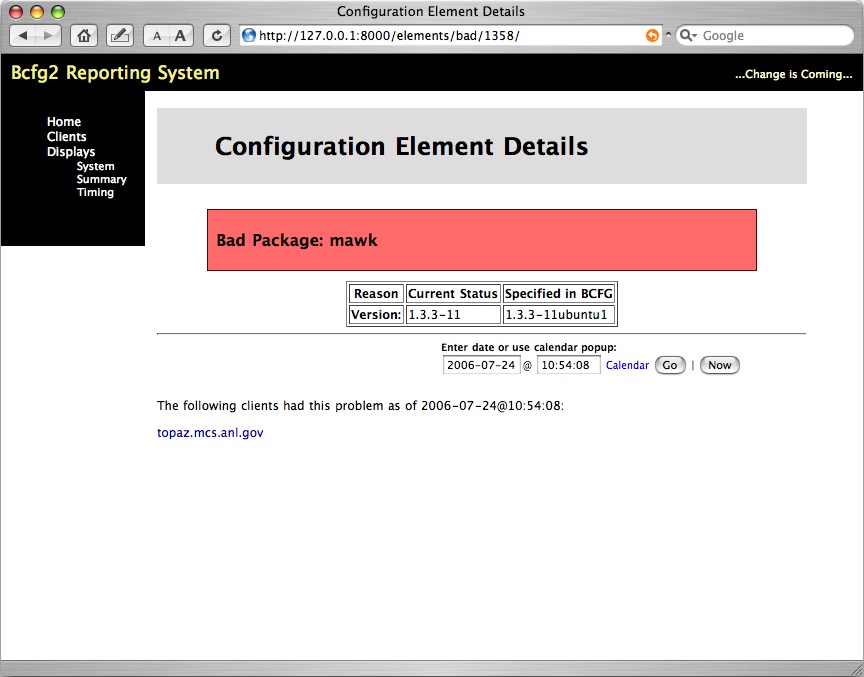 Configuration Element Details
A A http://127.0.0.1:8000/elements/bad/1358/ Google
Bcfg2 Reporting System ...Change is Coming...
Home
Clients
Displays
System
Summary
Timing
Configuration Element Details
Bad Package: mawk
Reason Current Status Specified in BCFG
Version: 1.3.3-11 1.3.3-11ubuntu1
Enter date or use calendar popup:
2006-07-24 @ 10:54:08 Calendar Go | Now
The following clients had this problem as of 2006-07-24@10:54:08:
topaz.mcs.anl.gov